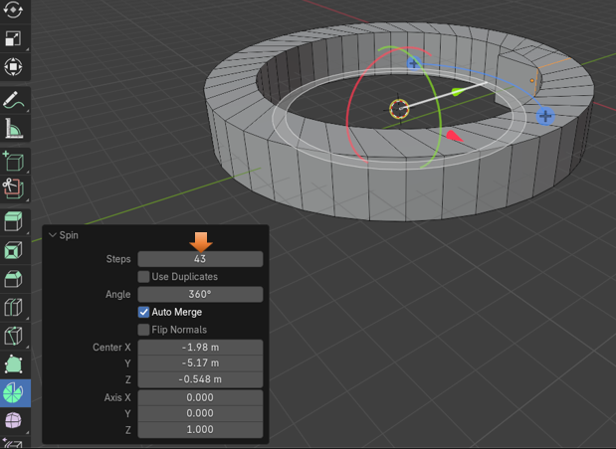 Spin
Steps 43
Use Duplicates
Angle 360°
Auto Merge
Flip Normals
Center X -1.98 m
Y -5.17 m
Z -0.548 m
Axis X 0.000
Y 0.000
Z 1.000